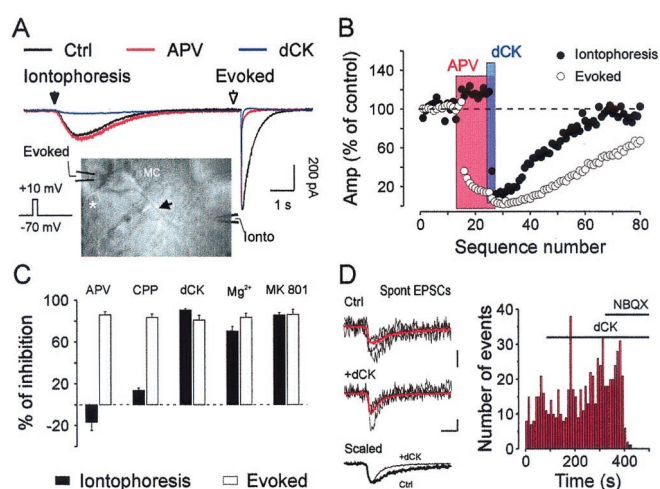 A
Ctrl APV dCK
Iontophoresis Evoked
Evoked
MC
+10 mV
*
-70 mV
Ionto
200 pA
1 s
B
APV
dCK
Iontophoresis
Evoked
Amp (% of control)
140
100
80
60
40
20
0 20 40 60 80
Sequence number
C
APV CPP dCK Mg2+ MK 801
% of inhibition
100
60
20
-20
Iontophoresis Evoked
D
Spont EPSCs
Ctrl
+dCK
Scaled
+dCK
Ctrl
NBQX
dCK
Number of events
40
30
20
10
0
0 200 400
Time (s)